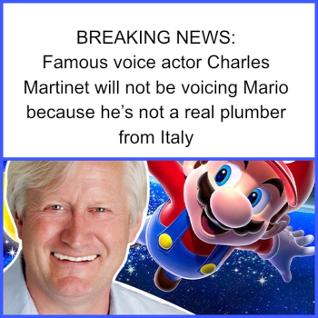 BREAKING NEWS:
Famous voice actor Charles
Martinet will not be voicing Mario
because he’s not a real plumber
from Italy